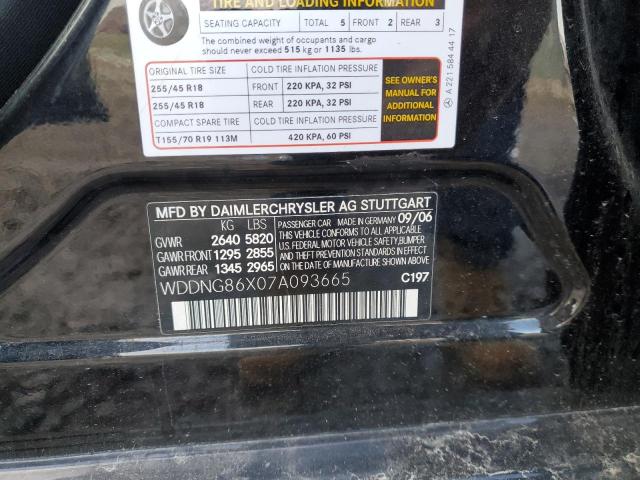 TIRE AND LOADING INFORMATION
SEATING CAPACITY TOTAL 5 FRONT 2 REAR 3
The combined weight of occupants and cargo
should never exceed 515 kg or 1135 lbs.
ORIGINAL TIRE SIZE COLD TIRE INFLATION PRESSURE
255/45 R18 FRONT 220 KPA, 32 PSI
255/45 R18 REAR 220 KPA, 32 PSI
COMPACT SPARE TIRE COLD TIRE INFLATION PRESSURE
T155/70 R19 113M 420 KPA, 60 PSI
SEE OWNER'S
MANUAL FOR
ADDITIONAL
INFORMATION
A 221 584 44 17
MFD BY DAIMLERCHRYSLER AG STUTTGART
KG LBS
GVWR 2640 5820
GAWR FRONT 1295 2855
GAWR REAR 1345 2965
PASSENGER CAR MADE IN GERMANY 09/06
THIS VEHICLE CONFORMS TO ALL APPLICABLE
U.S. FEDERAL MOTOR VEHICLE SAFETY, BUMPER,
AND THEFT PREVENTION STANDARDS IN EFFECT
ON THE DATE OF MANUFACTURE SHOWN ABOVE
WDDNG86X07A093665
C197